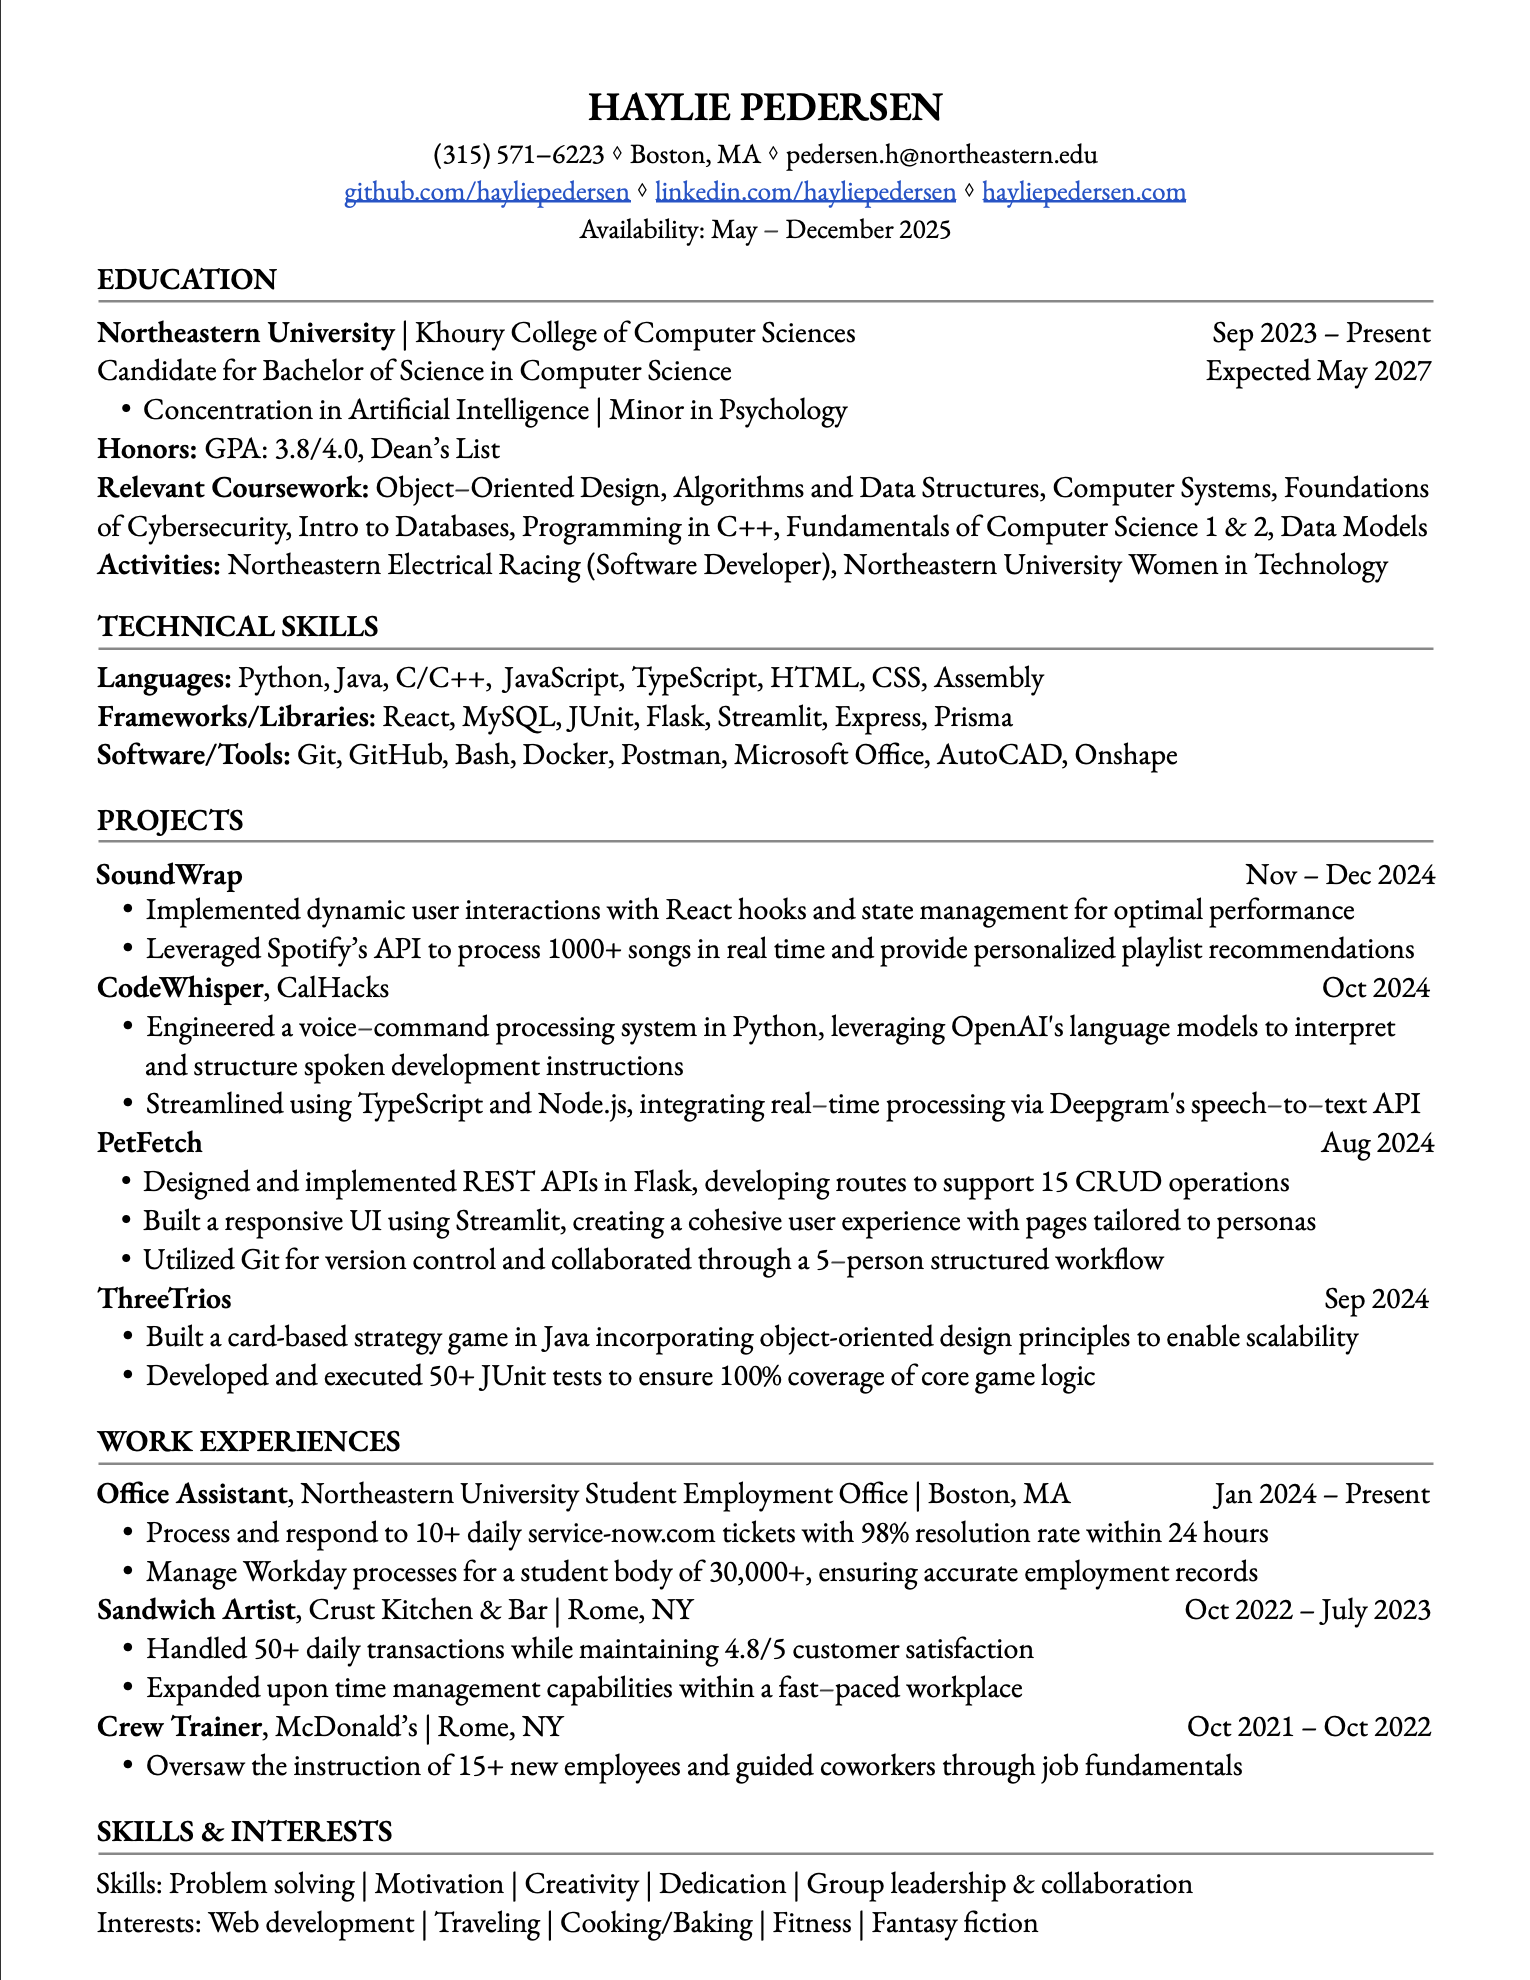 HAYLIE PEDERSEN
(315) 571–6223 ◊ Boston, MA ◊ pedersen.h@northeastern.edu
github.com/hayliepedersen ◊ linkedin.com/hayliepedersen ◊ hayliepedersen.com
Availability: May – December 2025
EDUCATION
Northeastern University | Khoury College of Computer Sciences Sep 2023 – Present
Candidate for Bachelor of Science in Computer Science Expected May 2027
• Concentration in Artificial Intelligence | Minor in Psychology
Honors: GPA: 3.8/4.0, Dean’s List
Relevant Coursework: Object–Oriented Design, Algorithms and Data Structures, Computer Systems, Foundations
of Cybersecurity, Intro to Databases, Programming in C++, Fundamentals of Computer Science 1 & 2, Data Models
Activities: Northeastern Electrical Racing (Software Developer), Northeastern University Women in Technology
TECHNICAL SKILLS
Languages: Python, Java, C/C++, JavaScript, TypeScript, HTML, CSS, Assembly
Frameworks/Libraries: React, MySQL, JUnit, Flask, Streamlit, Express, Prisma
Software/Tools: Git, GitHub, Bash, Docker, Postman, Microsoft Office, AutoCAD, Onshape
PROJECTS
SoundWrap Nov – Dec 2024
• Implemented dynamic user interactions with React hooks and state management for optimal performance
• Leveraged Spotify’s API to process 1000+ songs in real time and provide personalized playlist recommendations
CodeWhisper, CalHacks Oct 2024
• Engineered a voice–command processing system in Python, leveraging OpenAI's language models to interpret
and structure spoken development instructions
• Streamlined using TypeScript and Node.js, integrating real–time processing via Deepgram's speech–to–text API
PetFetch Aug 2024
• Designed and implemented REST APIs in Flask, developing routes to support 15 CRUD operations
• Built a responsive UI using Streamlit, creating a cohesive user experience with pages tailored to personas
• Utilized Git for version control and collaborated through a 5–person structured workflow
ThreeTrios Sep 2024
• Built a card-based strategy game in Java incorporating object-oriented design principles to enable scalability
• Developed and executed 50+ JUnit tests to ensure 100% coverage of core game logic
WORK EXPERIENCES
Office Assistant, Northeastern University Student Employment Office | Boston, MA Jan 2024 – Present
• Process and respond to 10+ daily service-now.com tickets with 98% resolution rate within 24 hours
• Manage Workday processes for a student body of 30,000+, ensuring accurate employment records
Sandwich Artist, Crust Kitchen & Bar | Rome, NY Oct 2022 – July 2023
• Handled 50+ daily transactions while maintaining 4.8/5 customer satisfaction
• Expanded upon time management capabilities within a fast–paced workplace
Crew Trainer, McDonald’s | Rome, NY Oct 2021 – Oct 2022
• Oversaw the instruction of 15+ new employees and guided coworkers through job fundamentals
SKILLS & INTERESTS
Skills: Problem solving | Motivation | Creativity | Dedication | Group leadership & collaboration
Interests: Web development | Traveling | Cooking/Baking | Fitness | Fantasy fiction